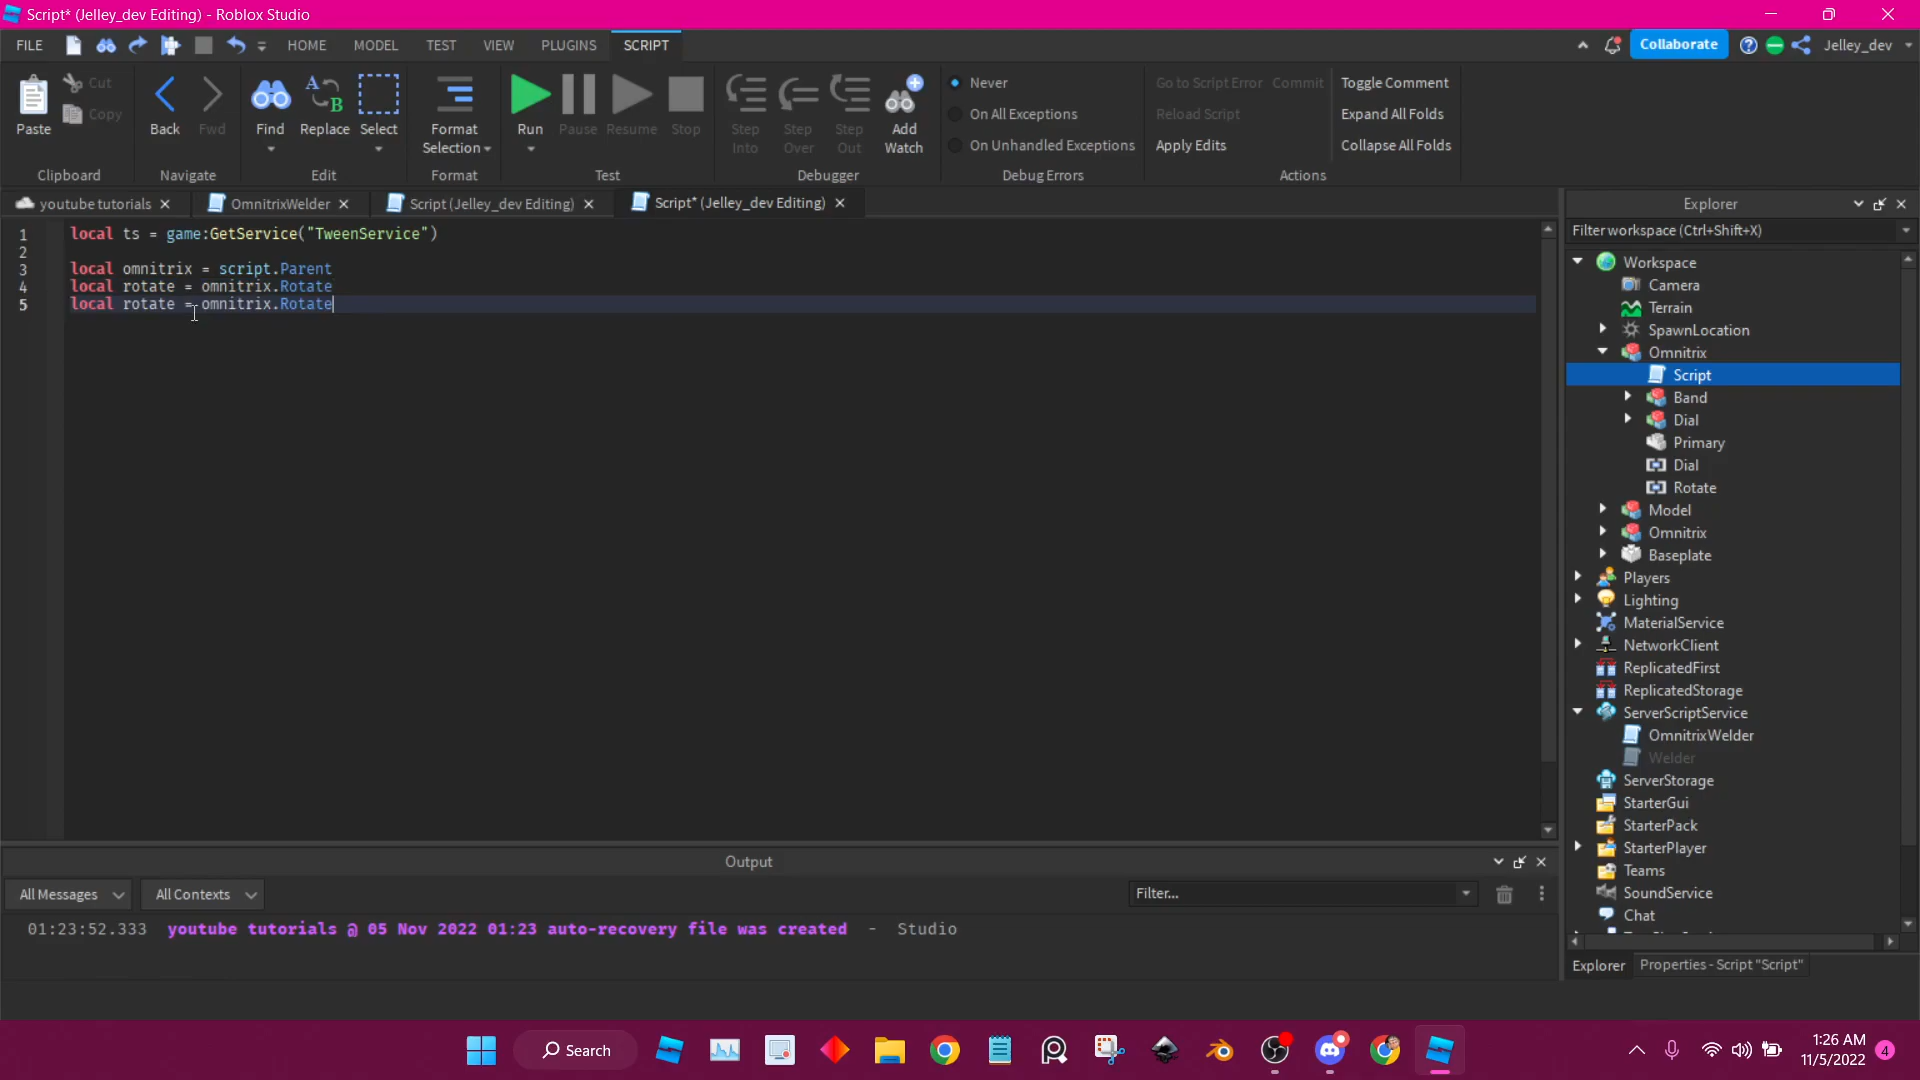 Script* (Jelley_dev Editing) - Roblox Studio
FILE HOME MODEL TEST VIEW PLUGINS SCRIPT Collaborate Jelley_dev
Paste Cut Copy
Clipboard
Back Fwd
Navigate
Find Replace Select
Edit
Format Selection
Format
Run Pause Resume Stop
Test
Step Into Step Over Step Out Add Watch
Debugger
Never
On All Exceptions
On Unhandled Exceptions
Debug Errors
Go to Script Error Commit Toggle Comment
Reload Script Expand All Folds
Apply Edits Collapse All Folds
Actions
youtube tutorials OmnitrixWelder Script (Jelley_dev Editing) Script* (Jelley_dev Editing)
1 local ts = game:GetService("TweenService")
2
3 local omnitrix = script.Parent
4 local rotate = omnitrix.Rotate
5 local rotate = omnitrix.Rotate
Explorer
Filter workspace (Ctrl+Shift+X)
Workspace
Camera
Terrain
SpawnLocation
Omnitrix
Script
Band
Dial
Primary
Dial
Rotate
Model
Omnitrix
Baseplate
Players
Lighting
MaterialService
NetworkClient
ReplicatedFirst
ReplicatedStorage
ServerScriptService
OmnitrixWelder
Welder
ServerStorage
StarterGui
StarterPack
StarterPlayer
Teams
SoundService
Chat
Explorer Properties - Script "Script"
Output
All Messages All Contexts Filter...
01:23:52.333 youtube tutorials @ 05 Nov 2022 01:23 auto-recovery file was created - Studio
Search
1:26 AM
11/5/2022 4